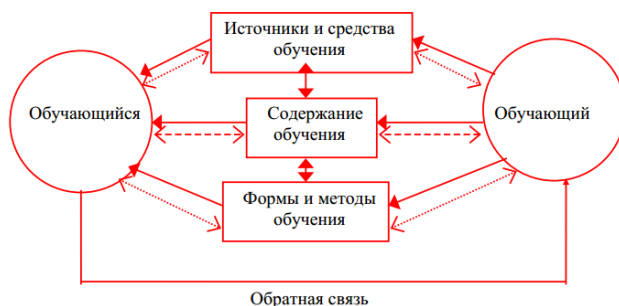 Источники и средства
обучения
Обучающийся
Содержание
обучения
Обучающий
Формы и методы
обучения
Обратная связь